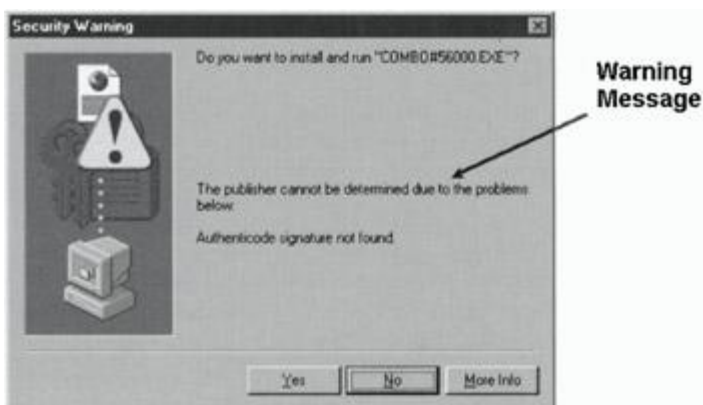 Security Warning
Do you want to install and run "COMBO#56000.EXE"?
Warning
Message
The publisher cannot be determined due to the problems
below.
Authenticode signature not found.
Yes No More Info